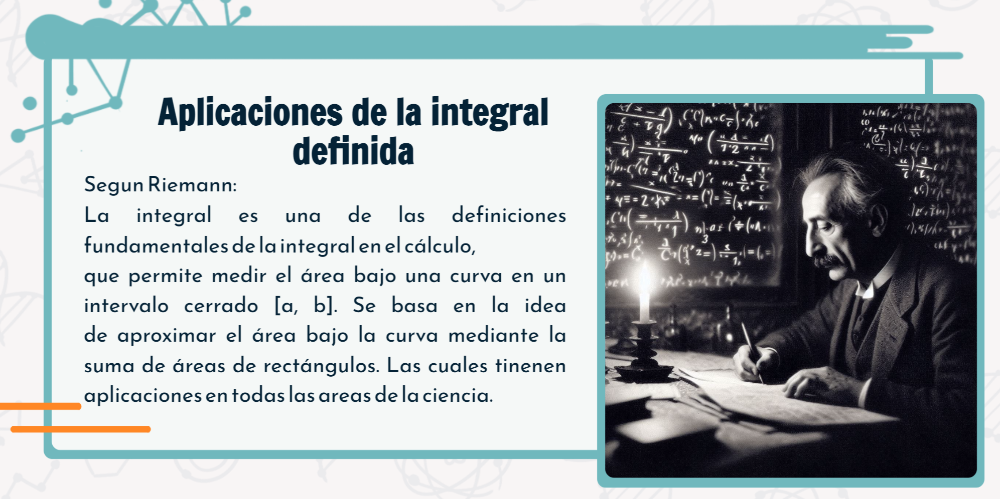 Aplicaciones de la integral
definida
Segun Riemann:
La integral es una de las definiciones
fundamentales de la integral en el cálculo,
que permite medir el área bajo una curva en un
intervalo cerrado [a, b]. Se basa en la idea
de aproximar el área bajo la curva mediante la
suma de áreas de rectángulos. Las cuales tinenen
aplicaciones en todas las areas de la ciencia.